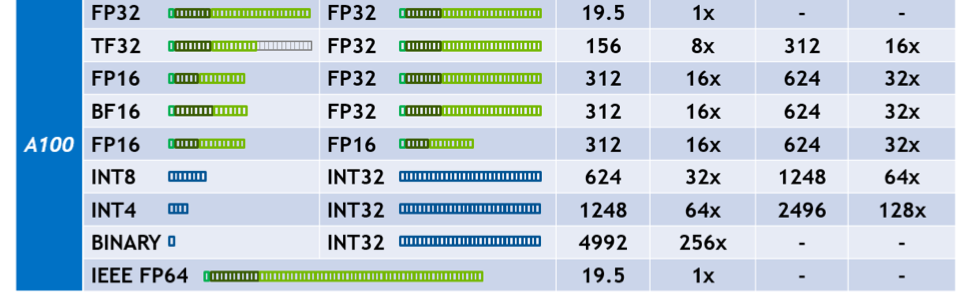 FP32 FP32 19.5 1x - -
TF32 FP32 156 8x 312 16x
FP16 FP32 312 16x 624 32x
BF16 FP32 312 16x 624 32x
A100 FP16 FP16 312 16x 624 32x
INT8 INT32 624 32x 1248 64x
INT4 INT32 1248 64x 2496 128x
BINARY INT32 4992 256x - -
IEEE FP64 19.5 1x - -